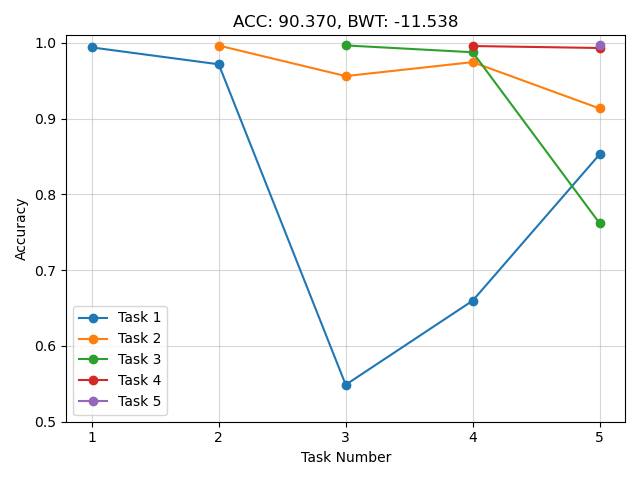 ACC: 90.370, BWT: -11.538
1.0
0.9
0.8
0.7
0.6
0.5
Accuracy
Task 1
Task 2
Task 3
Task 4
Task 5
1 2 3 4 5
Task Number